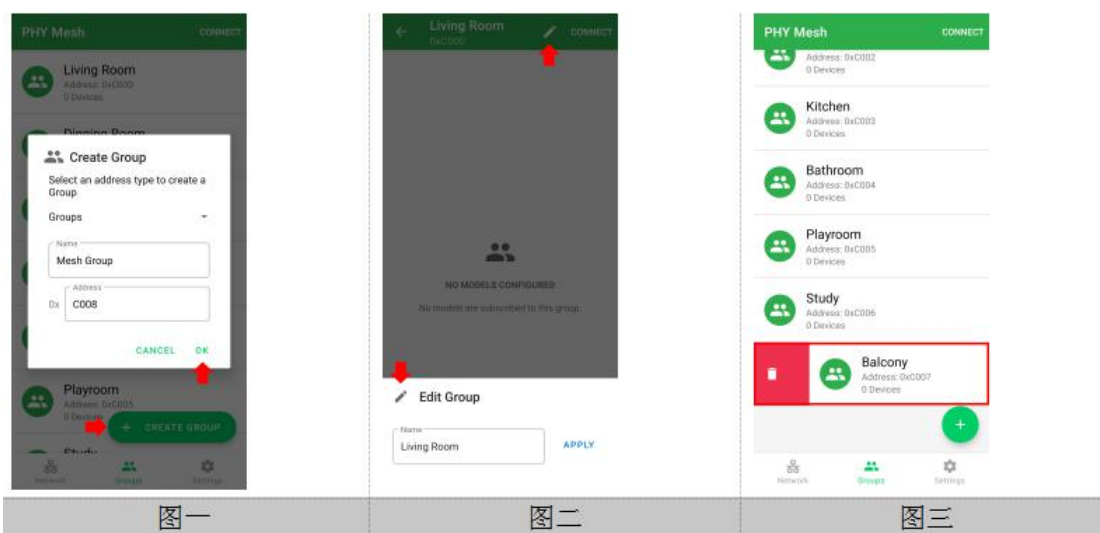 PHY Mesh
CONNECT
Living Room
Address: 0xC000
0 Devices
Dinning Room
Create Group
Select an address type to create a
Group
Groups
Name
Mesh Group
Address
0x
C008
CANCEL
OK
Playroom
Address: 0xC005
0 Devices
+ CREATE GROUP
Study
Network
Groups
Settings
图一
Living Room
0xC000
CONNECT
NO MODELS CONFIGURED
No models are subscribed to this group.
Edit Group
Name
Living Room
APPLY
图二
PHY Mesh
CONNECT
Address: 0xC002
0 Devices
Kitchen
Address: 0xC003
0 Devices
Bathroom
Address: 0xC004
0 Devices
Playroom
Address: 0xC005
0 Devices
Study
Address: 0xC006
0 Devices
Balcony
Address: 0xC007
0 Devices
+
Network
Groups
Settings
图三